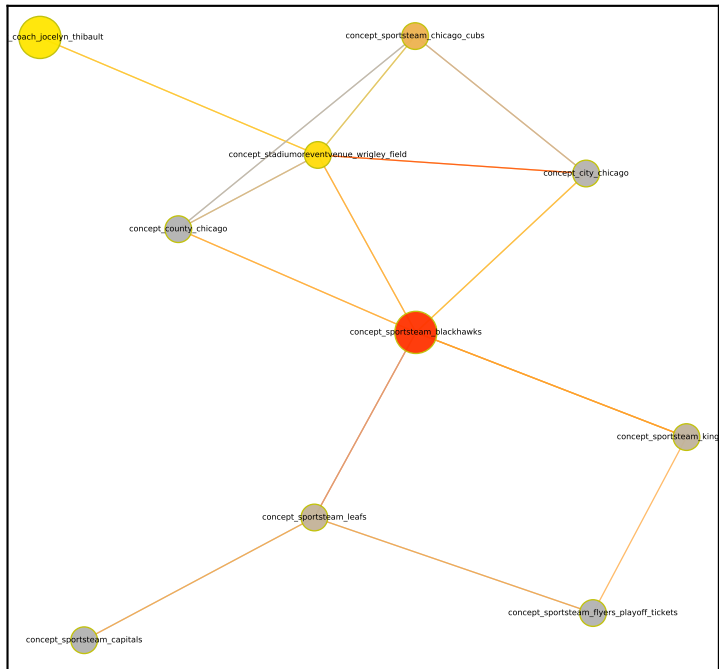 _coach_jocelyn_thibault
concept_sportsteam_chicago_cubs
concept_stadiumoreventvenue_wrigley_field
concept_city_chicago
concept_county_chicago
concept_sportsteam_blackhawks
concept_sportsteam_king
concept_sportsteam_leafs
concept_sportsteam_flyers_playoff_tickets
concept_sportsteam_capitals